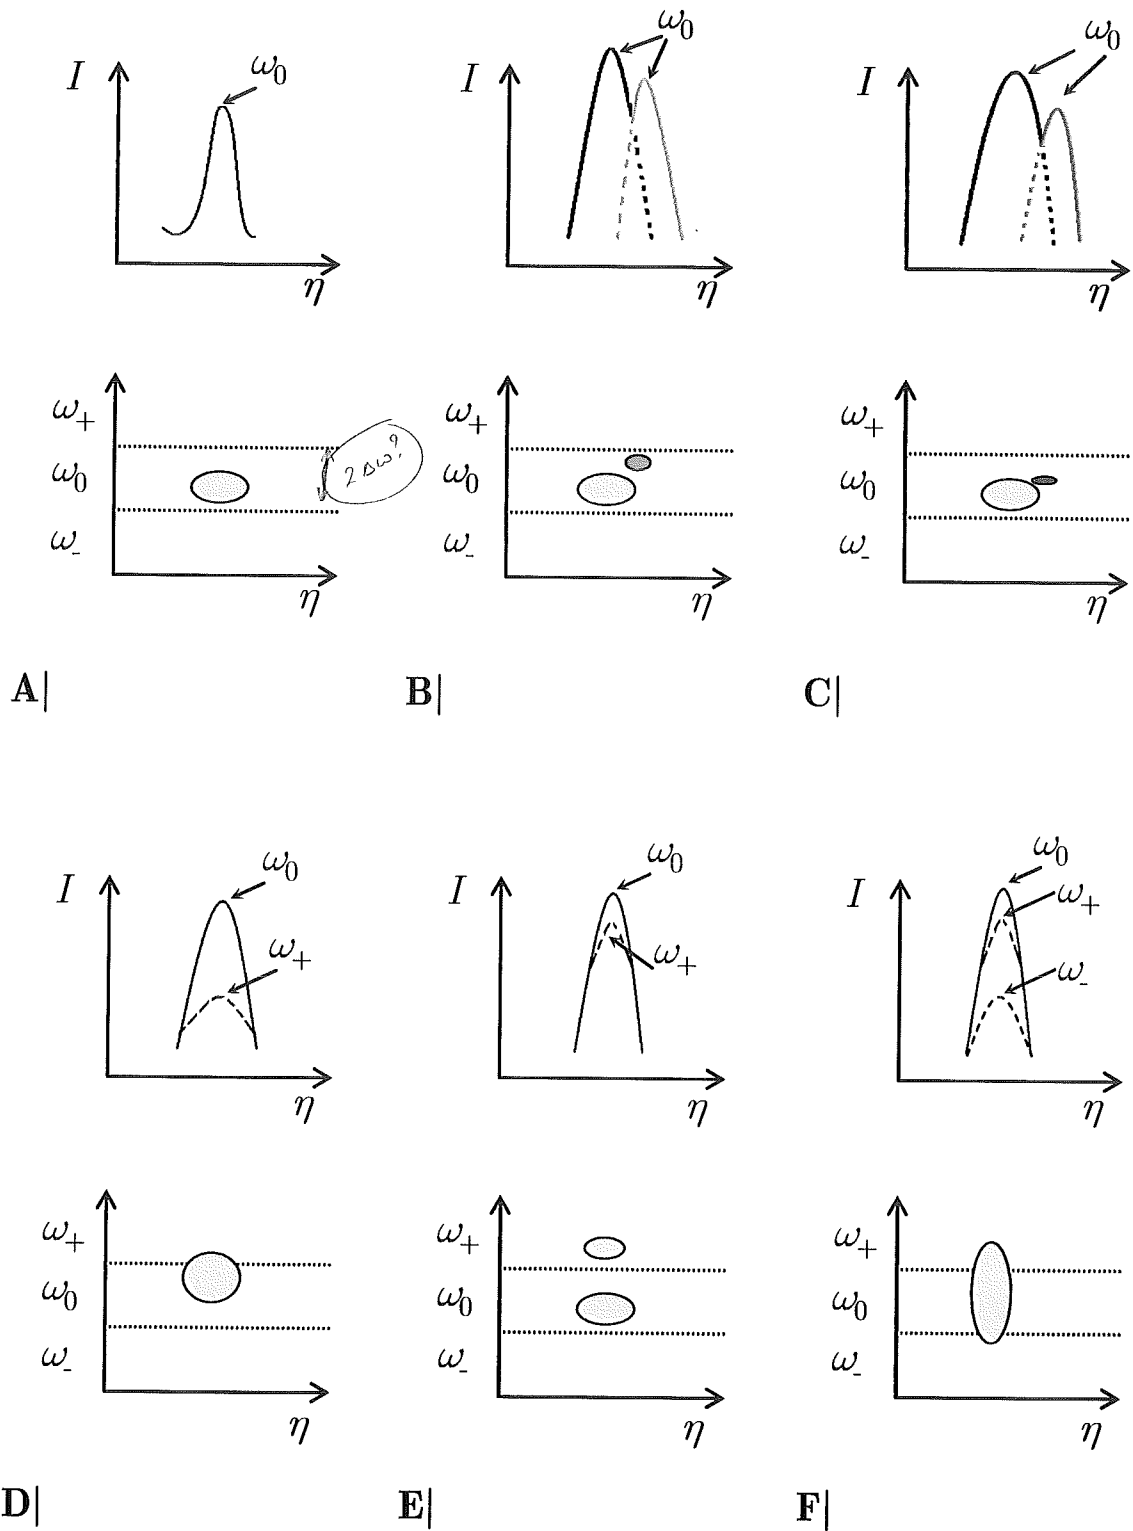 I ω₀ η
I ω₀ η
I ω₀ η
ω₊
ω₀ 2Δω?
ω₋
η
ω₊
ω₀
ω₋
η
ω₊
ω₀
ω₋
η
A|
B|
C|
I ω₀
ω₊
η
I ω₀
ω₊
η
I ω₀
ω₊
ω₋
η
ω₊
ω₀
ω₋
η
ω₊
ω₀
ω₋
η
ω₊
ω₀
ω₋
η
D|
E|
F|